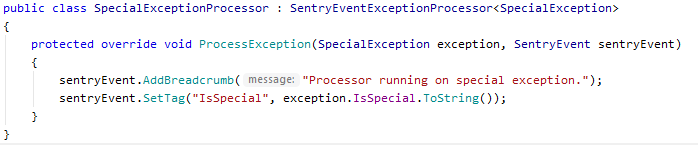 public class SpecialExceptionProcessor : SentryEventExceptionProcessor<SpecialException>
{
protected override void ProcessException(SpecialException exception, SentryEvent sentryEvent)
{
sentryEvent.AddBreadcrumb( message: "Processor running on special exception.");
sentryEvent.SetTag("IsSpecial", exception.IsSpecial.ToString());
}
}